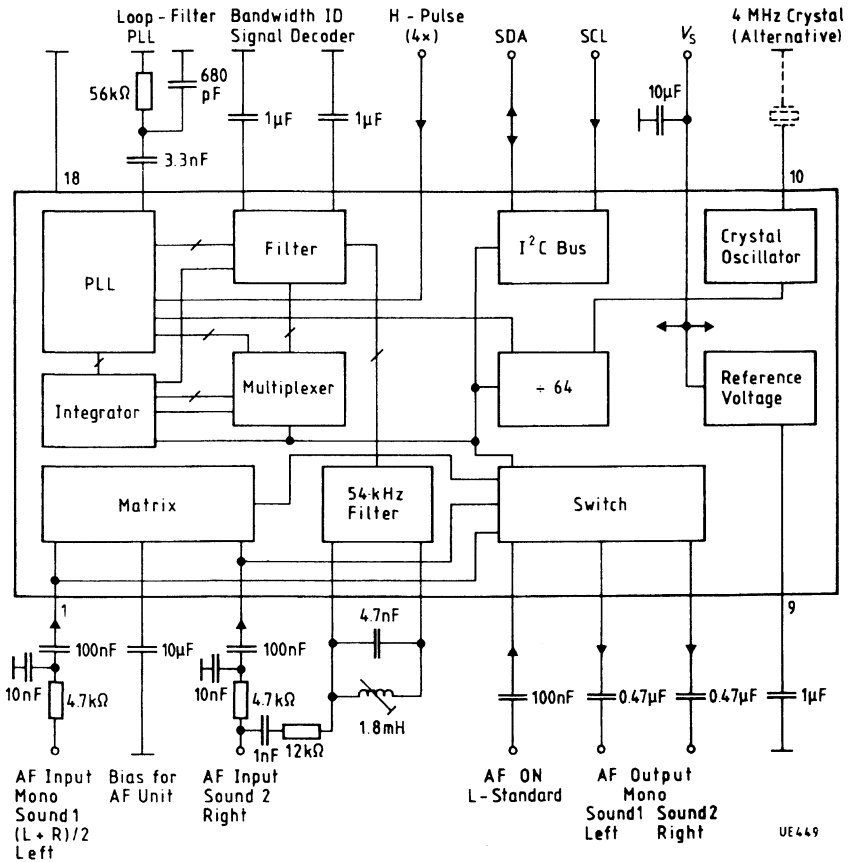 Loop-Filter
PLL
Bandwidth ID
Signal Decoder
H-Pulse
(4x)
SDA
SCL
VS
4 MHz Crystal
(Alternative)
56kΩ
680
pF
1µF
1µF
10µF
3.3nF
18
10
PLL
Filter
I²C Bus
Crystal
Oscillator
Integrator
Multiplexer
÷ 64
Reference
Voltage
Matrix
54-kHz
Filter
Switch
1
9
100nF
10µF
100nF
4.7nF
10nF
4.7kΩ
10nF
4.7kΩ
1nF
12kΩ
1.8mH
100nF
0.47µF
0.47µF
1µF
AF Input
Mono
Sound1
(L+R)/2
Left
Bias for
AF Unit
AF Input
Sound 2
Right
AF ON
L-Standard
AF Output
Mono
Sound1 Sound2
Left Right
UE449